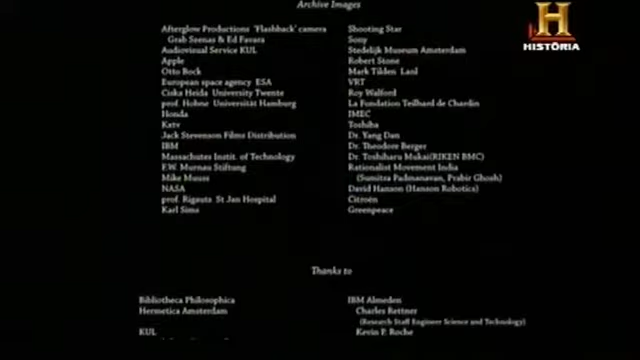 Archive Images
Afterglow Productions 'Flashback' camera
Grab Szenas & Ed Favara
Audiovisual Service KUL
Apple
Otto Bock
European space agency ESA
Ciska Heida University Twente
prof. Hohne Universität Hamburg
Honda
Kstv
Jack Stevenson Films Distribution
IBM
Massachutes Instit. of Technology
F.W. Murnau Stiftung
Mike Muuss
NASA
prof. Rigauts St Jan Hospital
Karl Sims
Shooting Star
Sony
Stedelijk Museum Amsterdam
Robert Stone
Mark Tilden Lanl
VRT
Roy Walford
La Fundation Teilhard de Chardin
IMEC
Toshiba
Dr. Yang Dan
Dr. Theodore Berger
Dr. Toshiharu Mukai(RIKEN BMC)
Rationalist Movement India
(Sumitra Padmanavan, Prabir Ghosh)
David Hanson (Hanson Robotics)
Citroën
Greenpeace
H
HISTÓRIA
Thanks to
Bibliotheca Philosophica
Hermetica Amsterdam
KUL
IBM Almeden
Charles Rettner
(Research Staff Engineer Science and Technology)
Kevin P. Roche